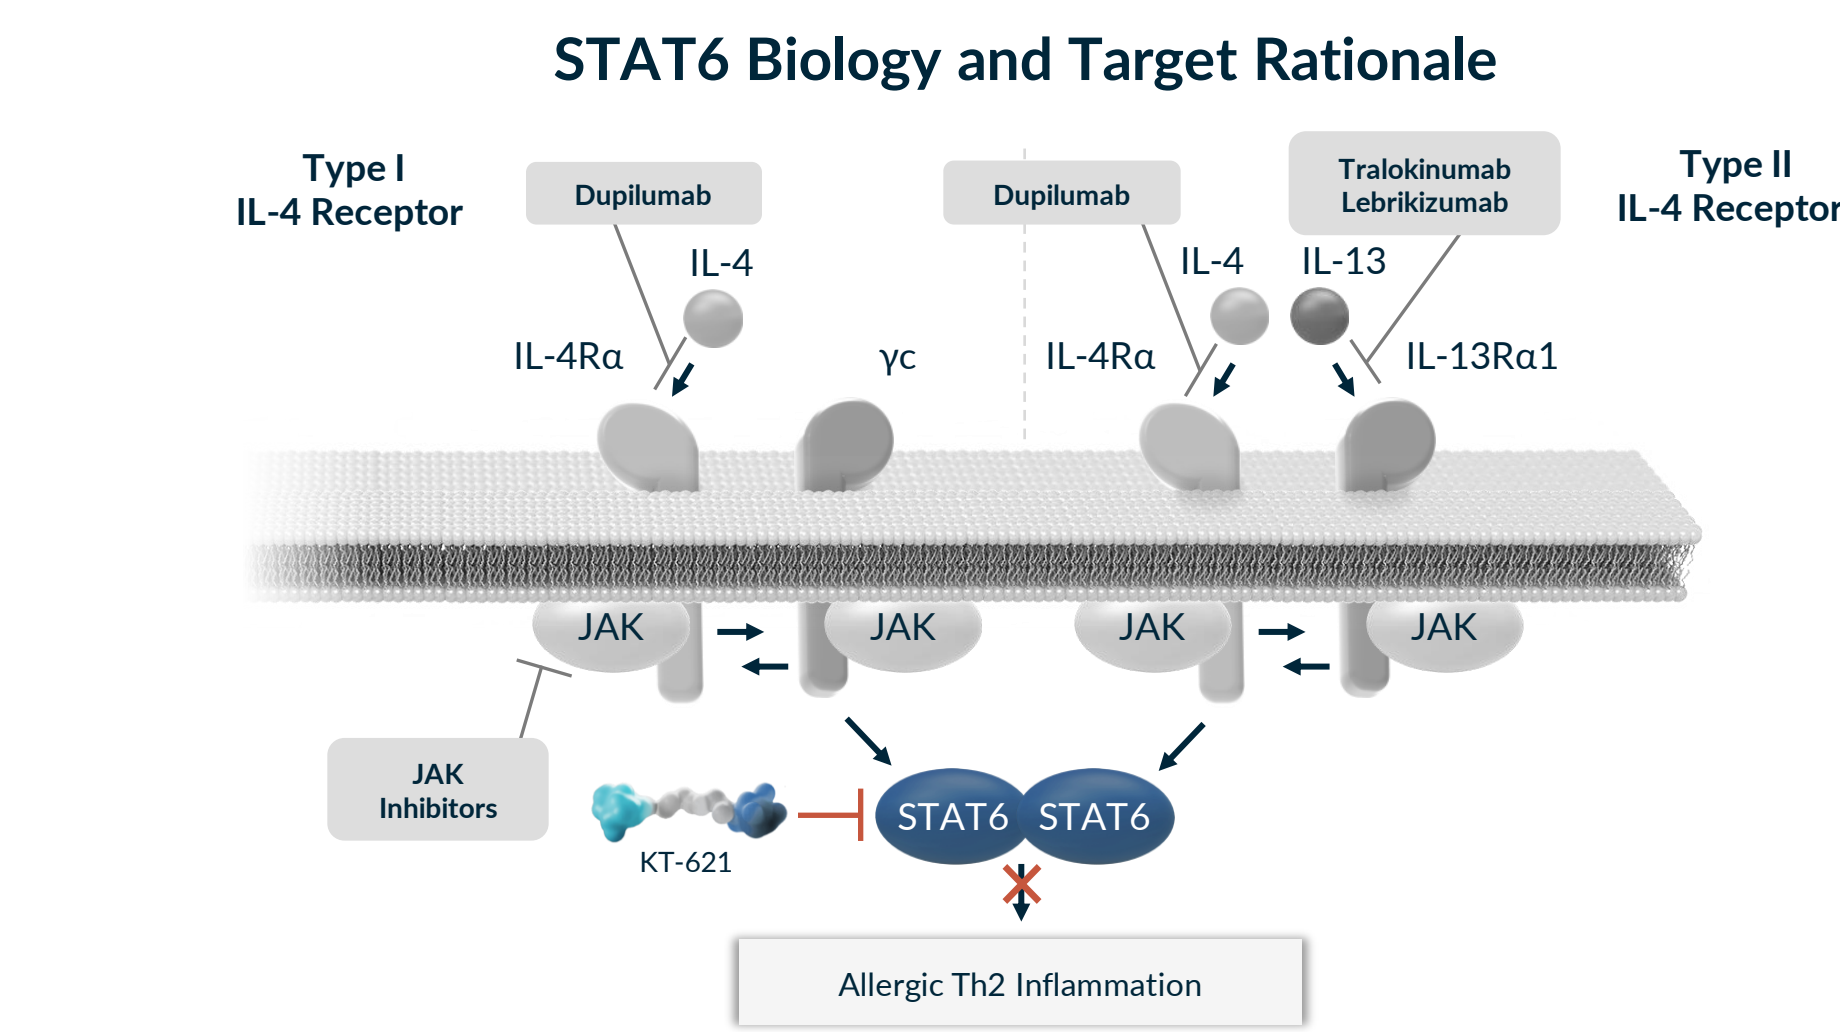 STAT6 Biology and Target Rationale
Type I
IL-4 Receptor
Dupilumab
Dupilumab
Tralokinumab
Lebrikizumab
Type II
IL-4 Receptor
IL-4
IL-4
IL-13
IL-4Rα
γc
IL-4Rα
IL-13Rα1
JAK
JAK
JAK
JAK
JAK
Inhibitors
KT-621
STAT6
STAT6
Allergic Th2 Inflammation